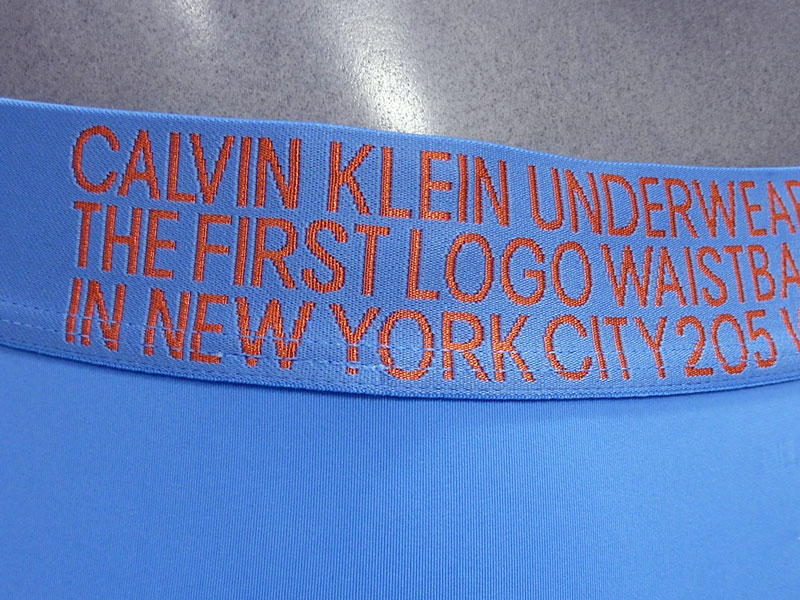 CALVIN KLEIN UNDERWEAR
THE FIRST LOGO WAISTBA
IN NEW YORK CITY 205